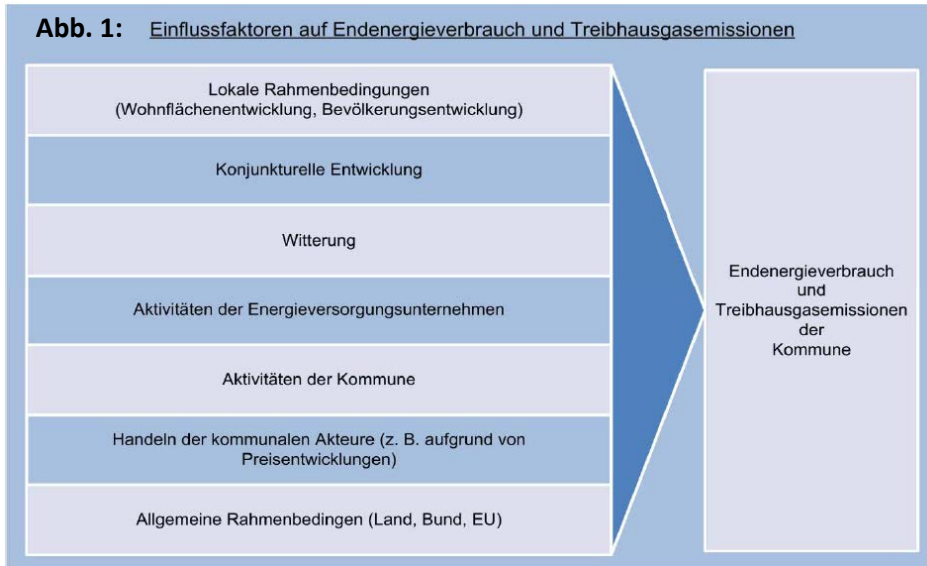 Abb. 1: Einflussfaktoren auf Endenergieverbrauch und Treibhausgasemissionen
Lokale Rahmenbedingungen
(Wohnflächenentwicklung, Bevölkerungsentwicklung)
Konjunkturelle Entwicklung
Witterung
Aktivitäten der Energieversorgungsunternehmen
Aktivitäten der Kommune
Handeln der kommunalen Akteure (z. B. aufgrund von
Preisentwicklungen)
Allgemeine Rahmenbedingen (Land, Bund, EU)
Endenergieverbrauch
und
Treibhausgasemissionen
der
Kommune